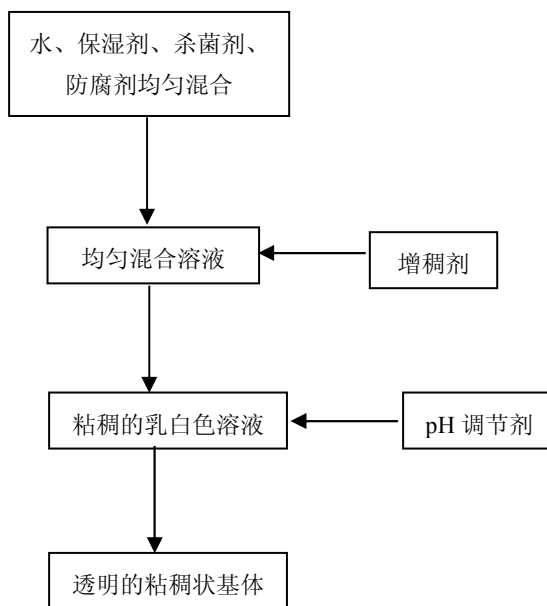 水、保湿剂、杀菌剂、
防腐剂均匀混合
均匀混合溶液
增稠剂
粘稠的乳白色溶液
pH 调节剂
透明的粘稠状基体